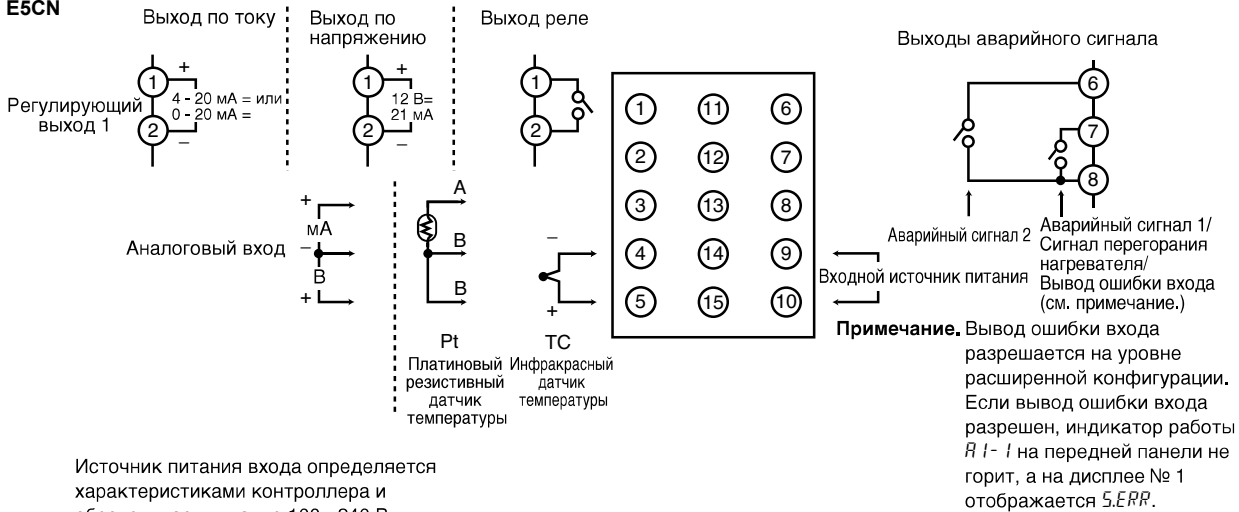 E5CN
Выход по току
Выход по
напряжению
Выход реле
Регулирующий
выход 1
1
+
4 - 20 мА = или
0 - 20 мА =
2
–
1
+
12 В=
21 мА
2
–
1
2
Аналоговый вход
+
мА
–
В
+
A
B
B
Pt
Платиновый
резистивный
датчик
температуры
–
+
TC
Инфракрасный
датчик
температуры
1 11 6
2 12 7
3 13 8
4 14 9
5 15 10
Входной источник питания
Выходы аварийного сигнала
6
7
8
Аварийный сигнал 2
Аварийный сигнал 1/
Сигнал перегорания
нагревателя/
Вывод ошибки входа
(см. примечание.)
Примечание. Вывод ошибки входа
разрешается на уровне
расширенной конфигурации.
Если вывод ошибки входа
разрешен, индикатор работы
A1-1 на передней панели не
горит, а на дисплее № 1
отображается S.ERR.
Источник питания входа определяется
характеристиками контроллера и